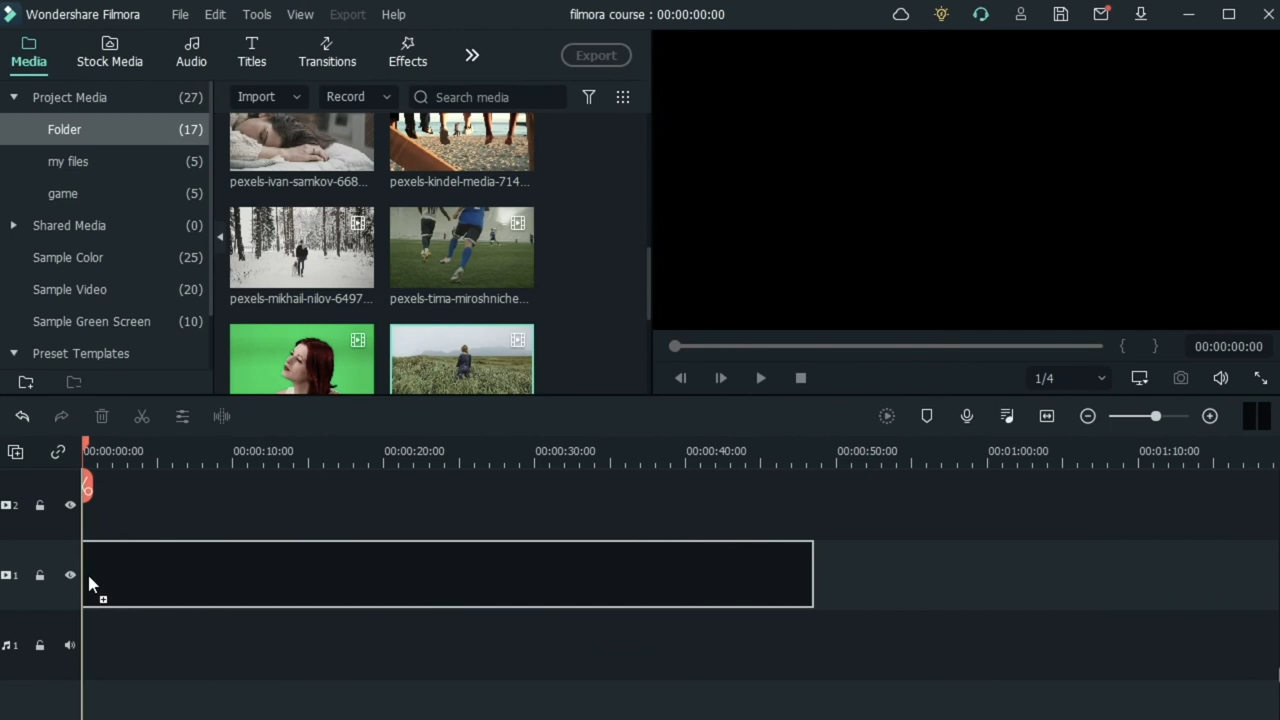 Wondershare Filmora File Edit Tools View Export Help filmora course : 00:00:00:00
Media Stock Media Audio Titles Transitions Effects Export
Project Media (27) Import Record Search media
Folder (17)
my files (5)
game (5)
Shared Media (0)
Sample Color (25)
Sample Video (20)
Sample Green Screen (10)
Preset Templates
pexels-ivan-samkov-668... pexels-kindel-media-714...
pexels-mikhail-nilov-6497... pexels-tima-miroshniche...
{ } 00:00:00:00
1/4
00:00:00:00 00:00:10:00 00:00:20:00 00:00:30:00 00:00:40:00 00:00:50:00 00:01:00:00 00:01:10:00
2
1
1